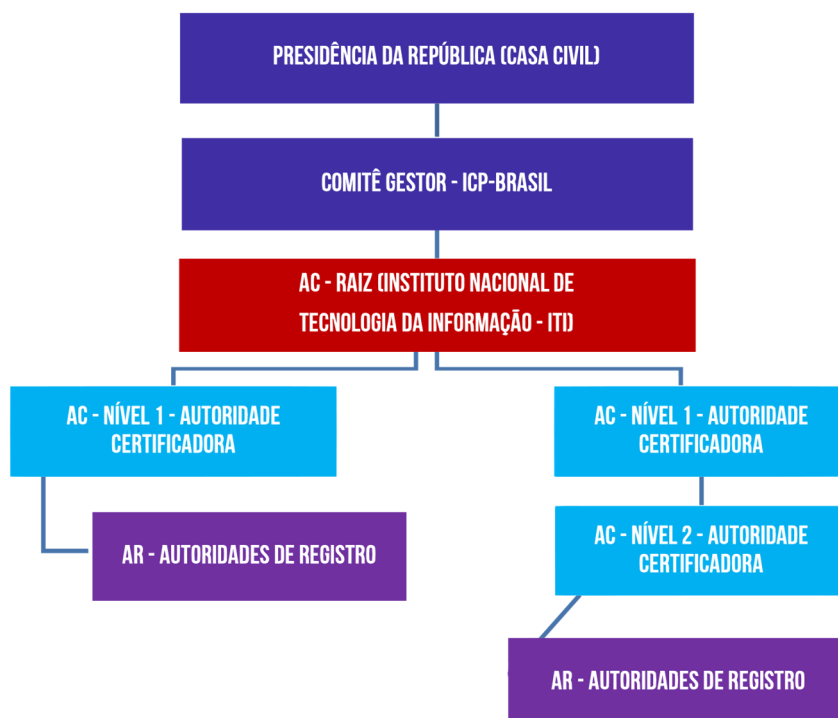 PRESIDÊNCIA DA REPÚBLICA (CASA CIVIL)
COMITÊ GESTOR - ICP-BRASIL
AC - RAIZ (INSTITUTO NACIONAL DE
TECNOLOGIA DA INFORMAÇÃO - ITI)
AC - NÍVEL 1 - AUTORIDADE
CERTIFICADORA
AC - NÍVEL 1 - AUTORIDADE
CERTIFICADORA
AR - AUTORIDADES DE REGISTRO
AC - NÍVEL 2 - AUTORIDADE
CERTIFICADORA
AR - AUTORIDADES DE REGISTRO